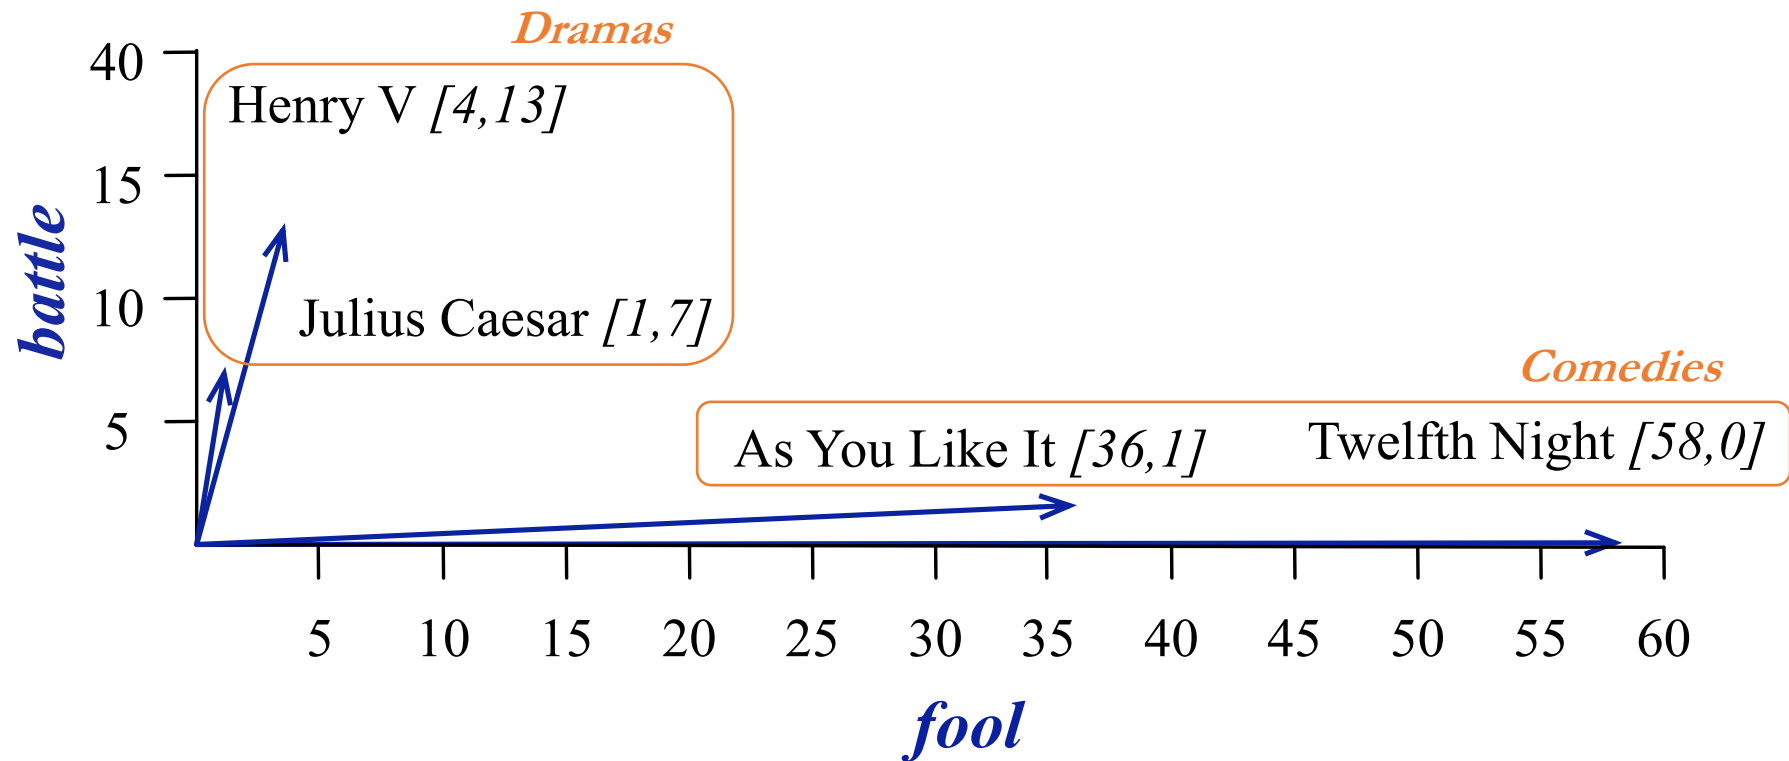 Dramas
40
Henry V [4,13]
15
battle
10
Julius Caesar [1,7]
Comedies
5
As You Like It [36,1]
Twelfth Night [58,0]
5 10 15 20 25 30 35 40 45 50 55 60
fool